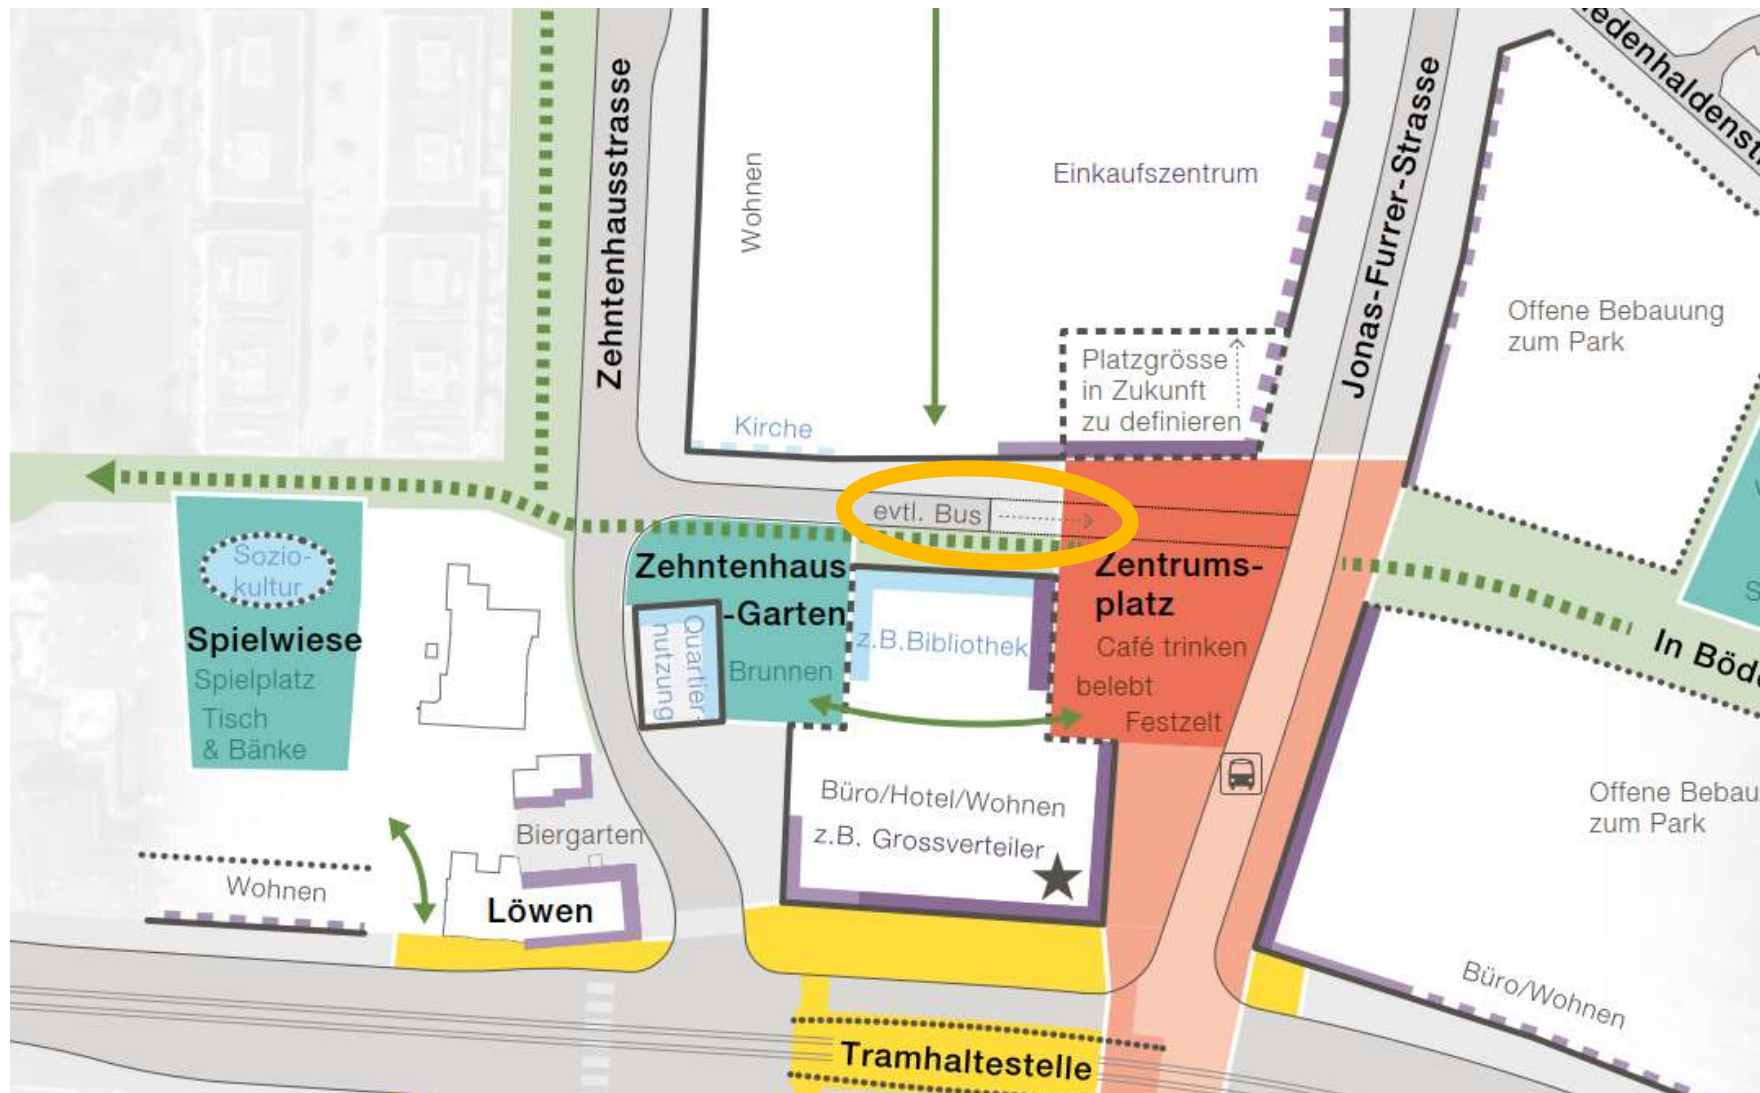 Zehntenhausstrasse
Wohnen
Einkaufszentrum
Jonas-Furrer-Strasse
Offene Bebauung
zum Park
Platzgrösse
in Zukunft
zu definieren
Kirche
evtl. Bus
Sozio-
kultur
Spielwiese
Spielplatz
Tisch
& Bänke
Zehntenhaus
-Garten
Quartier-
nutzung
Brunnen
z.B.Bibliothek
Zentrums-
platz
Café trinken
belebt
Festzelt
In Böd
Büro/Hotel/Wohnen
z.B. Grossverteiler
Biergarten
Wohnen
Löwen
Offene Bebau
zum Park
Büro/Wohnen
Tramhaltestelle